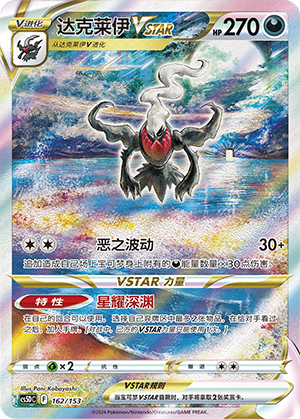 V进化
达克莱伊VSTAR
HP 270
从达克莱伊V进化
恶之波动 30+
追加造成自己场上宝可梦身上附有的能量数量×30点伤害。
VSTAR 力量
特性 星耀深渊
在自己的回合可以使用。选择自己弃牌区中最多2张物品，在给对手看过
之后，加入手牌。[对战中，己方的VSTAR力量只能使用1次。]
弱点 ×2 抵抗力 撤退
VSTAR规则
当宝可梦VSTAR【昏厥】时，对手将拿取2张奖赏卡。
Illus. Pani Kobayashi
cs5D C F 162/153
©2024 Pokémon/Nintendo/Creatures/GAME FREAK.